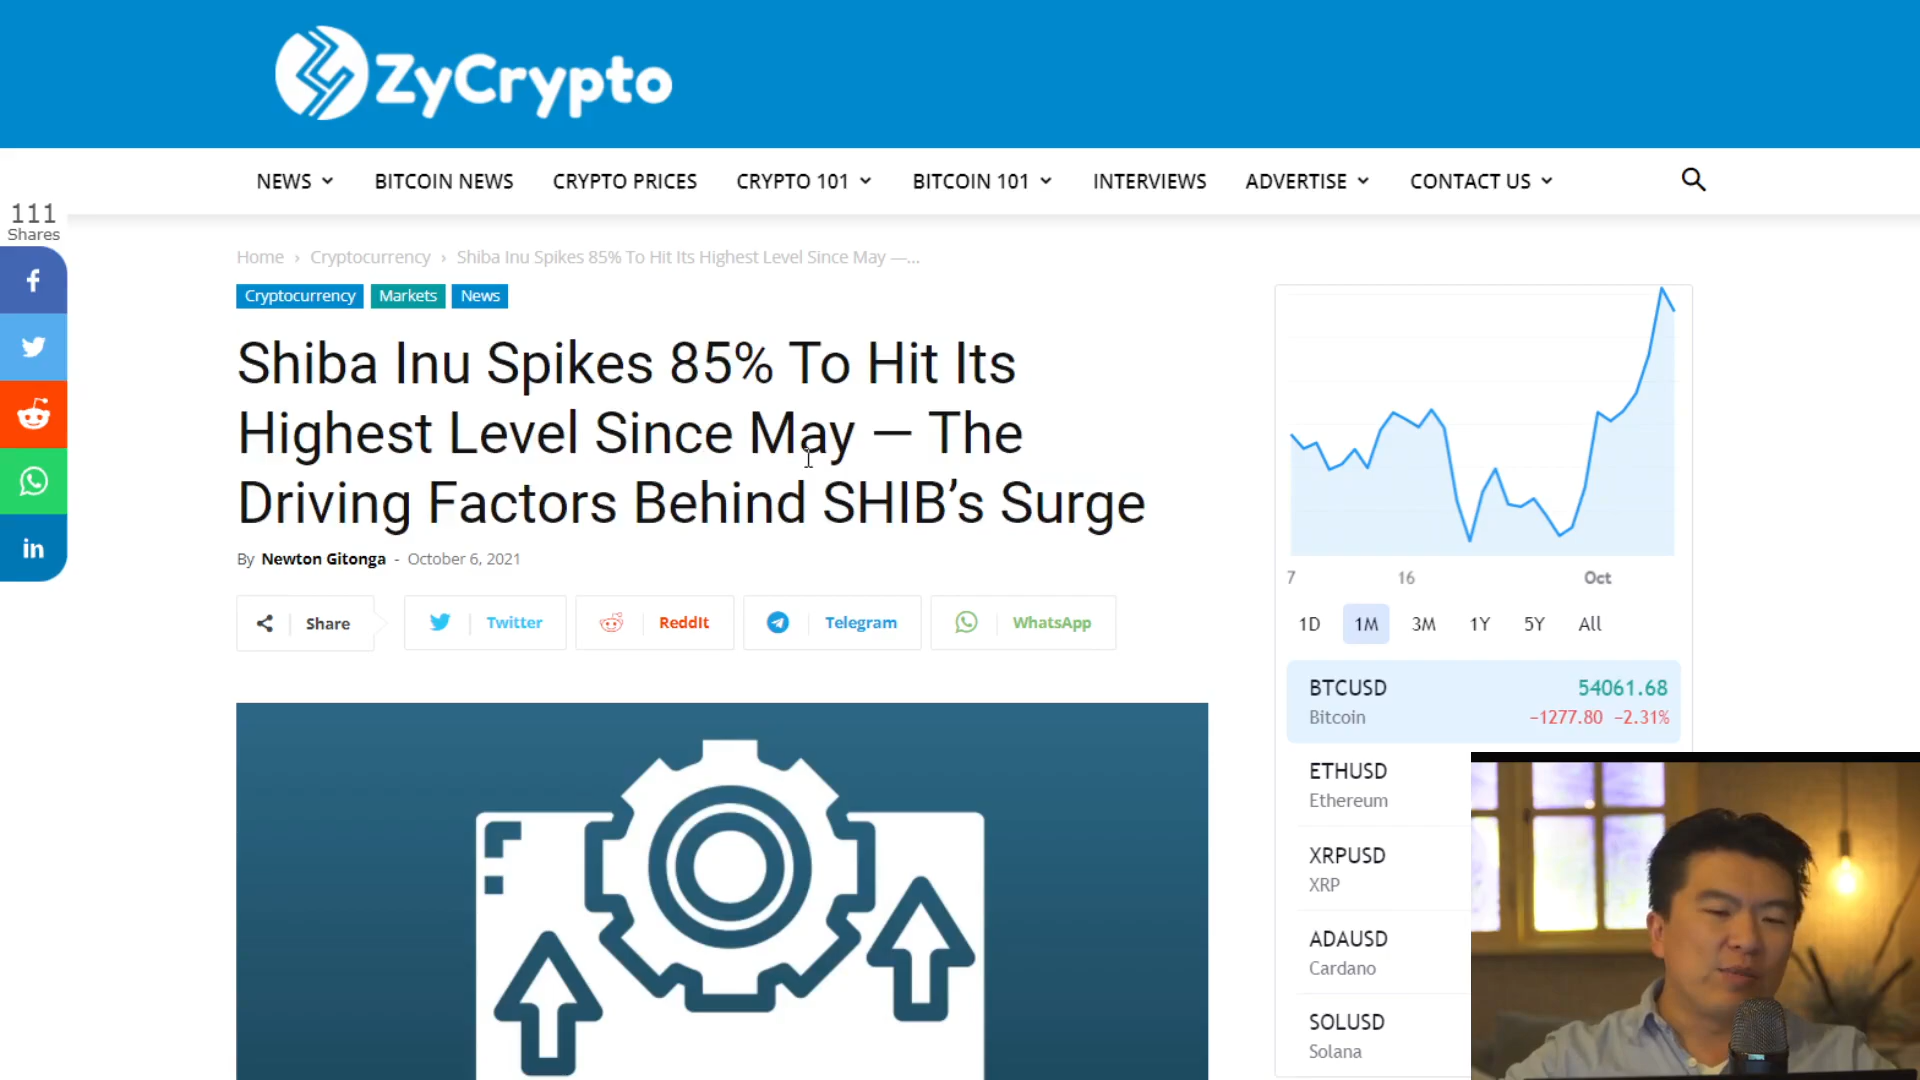 ZyCrypto
NEWS BITCOIN NEWS CRYPTO PRICES CRYPTO 101 BITCOIN 101 INTERVIEWS ADVERTISE CONTACT US
111
Shares
Home › Cryptocurrency › Shiba Inu Spikes 85% To Hit Its Highest Level Since May —...
Cryptocurrency Markets News
Shiba Inu Spikes 85% To Hit Its
Highest Level Since May — The
Driving Factors Behind SHIB’s Surge
By Newton Gitonga - October 6, 2021
Share Twitter ReddIt Telegram WhatsApp
7 16 Oct
1D 1M 3M 1Y 5Y All
BTCUSD 54061.68
Bitcoin −1277.80 −2.31%
ETHUSD
Ethereum
XRPUSD
XRP
ADAUSD
Cardano
SOLUSD
Solana